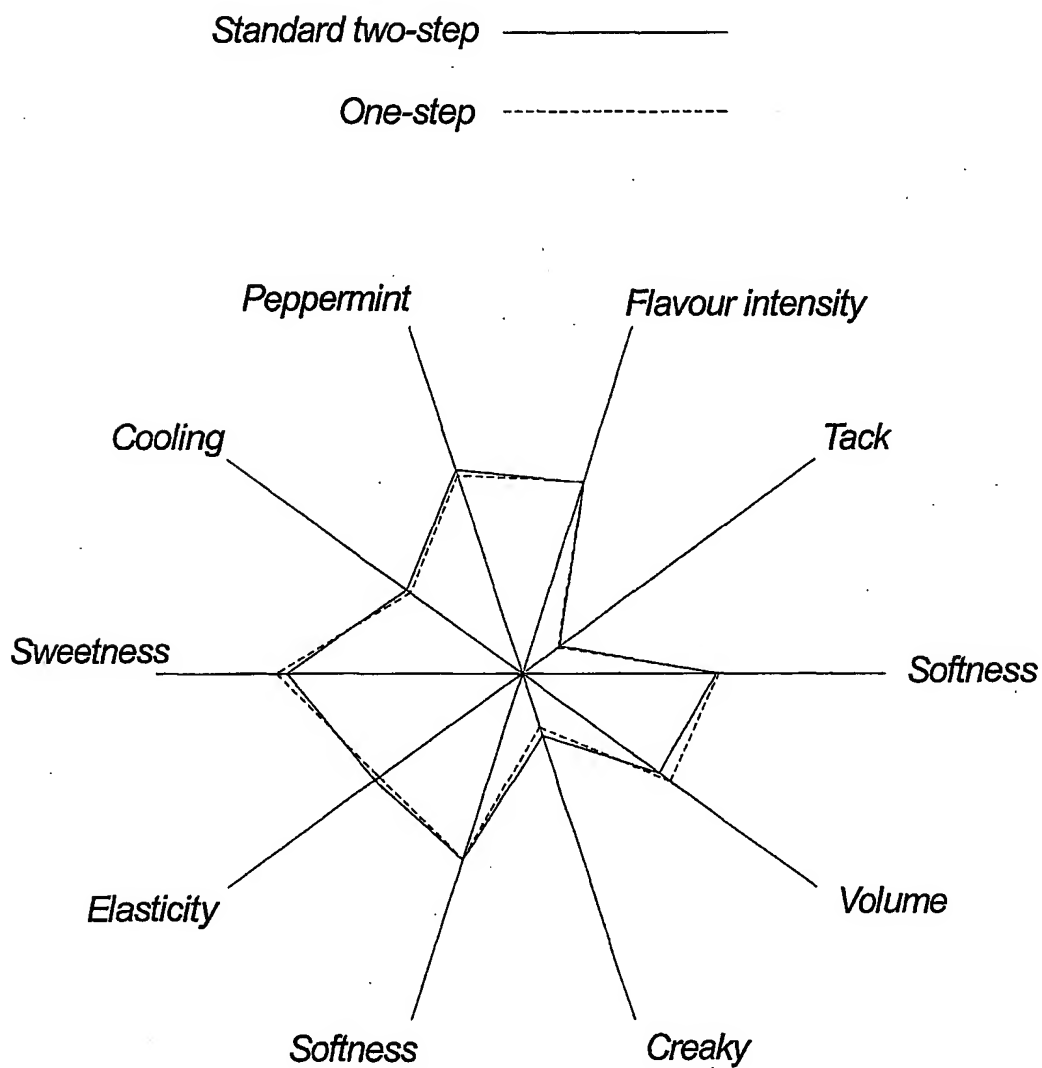 Standard two-step
One-step
Peppermint
Flavour intensity
Cooling
Tack
Sweetness
Softness
Elasticity
Volume
Softness
Creaky